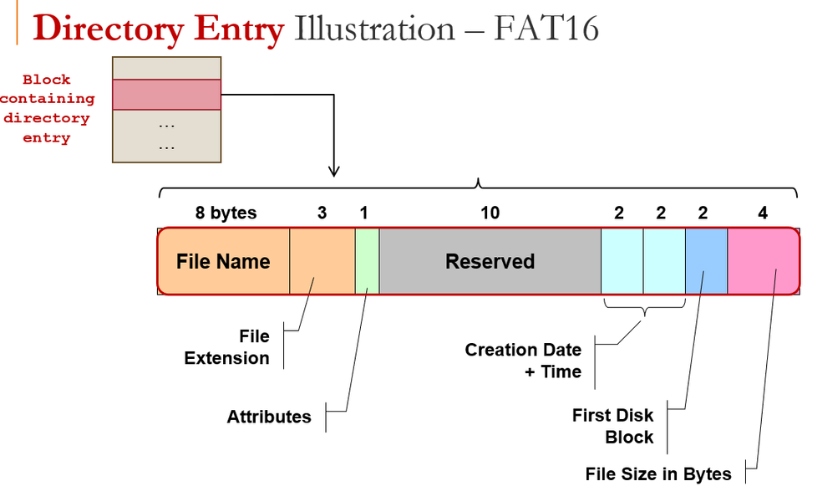 Directory Entry Illustration – FAT16
Block
containing
directory
entry
...
...
8 bytes 3 1 10 2 2 2 4
File Name Reserved
File
Extension
Creation Date
+ Time
Attributes
First Disk
Block
File Size in Bytes